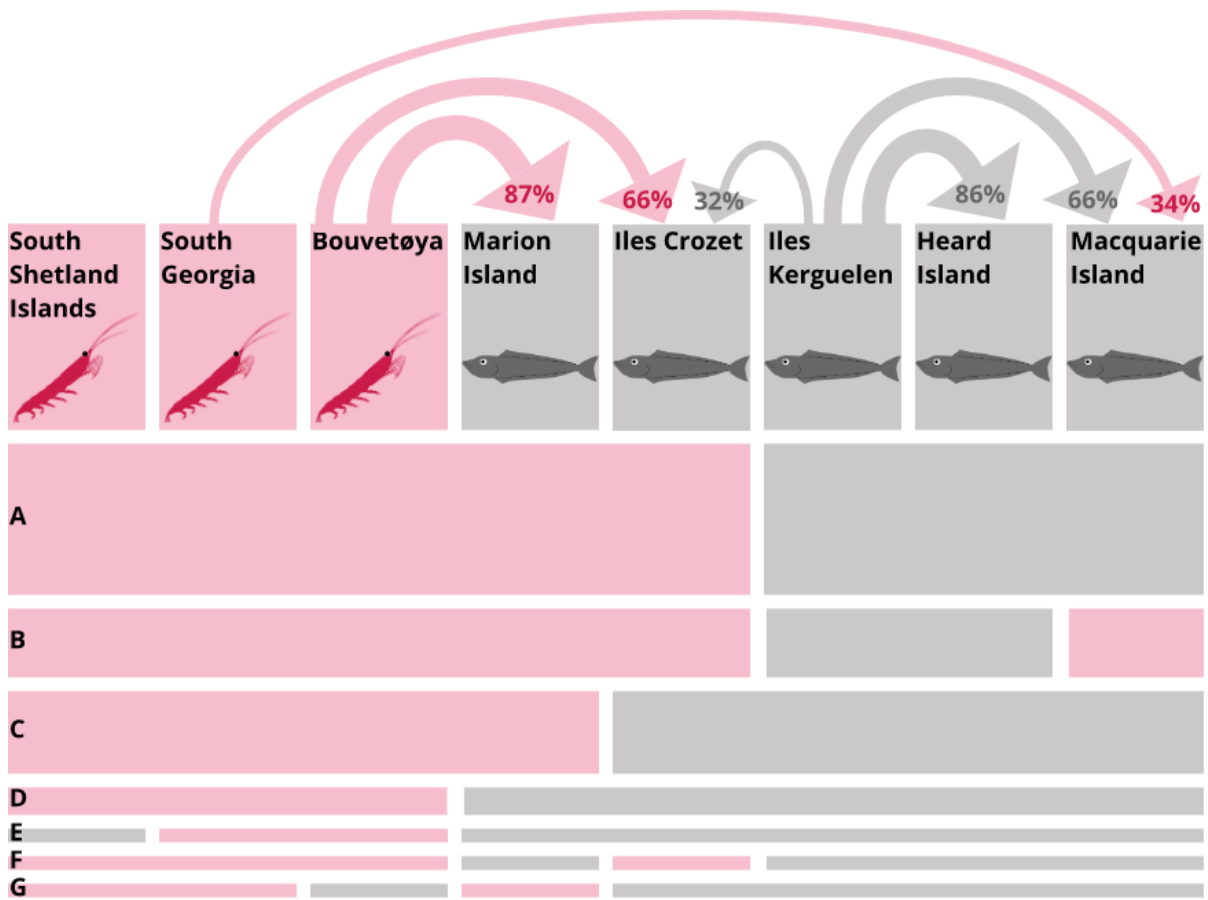 87%
66%
32%
86%
66%
34%
South
Shetland
Islands
South
Georgia
Bouvetøya
Marion
Island
Iles Crozet
Iles
Kerguelen
Heard
Island
Macquarie
Island
A
B
C
D
E
F
G